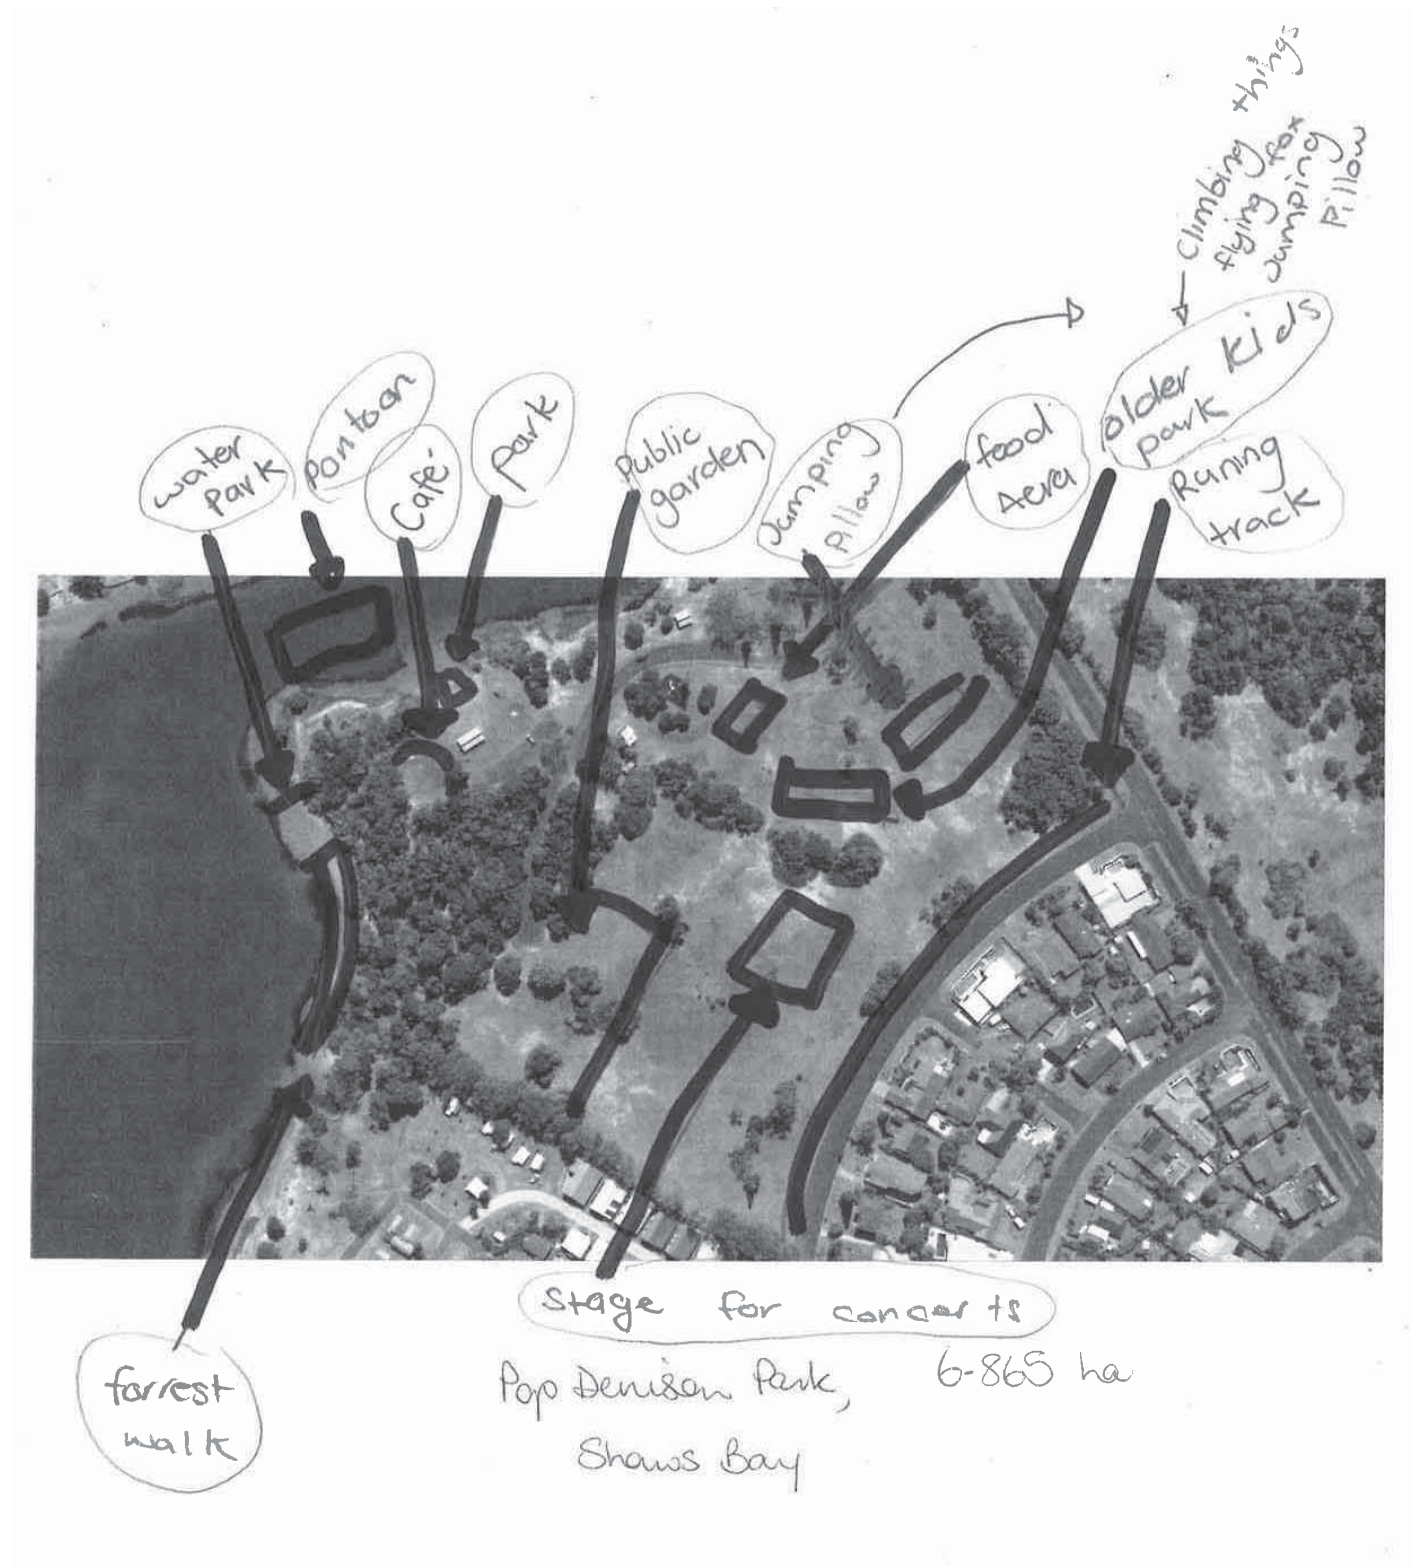 Climbing things
flying fox
Jumping
Pillow
older kids
park
water
park
Pontoon
Café
park
Public
garden
Jumping
Pillow
food
Aera
Runing
track
Stage for concerts
Pop Denison Park,
6-865 ha
Shaws Bay
forrest
walk